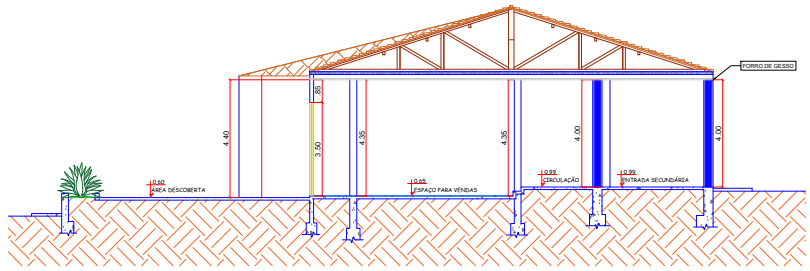 FORRO DE GESSO
.85
4.40
3.50
4.35
4.35
4.00
4.00
0.60
ÁREA DESCOBERTA
0.65
ESPAÇO PARA VENDAS
0.99
CIRCULAÇÃO
0.99
ENTRADA SECUNDÁRIA